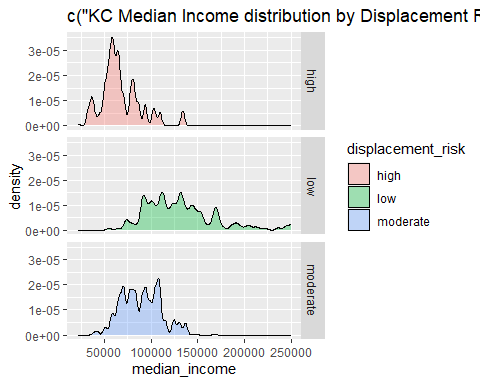 c("KC Median Income distribution by Displacement R
3e-05
2e-05
1e-05
0e+00
high
3e-05
2e-05
1e-05
0e+00
low
3e-05
2e-05
1e-05
0e+00
moderate
density
50000 100000 150000 200000 250000
median_income
displacement_risk
high
low
moderate